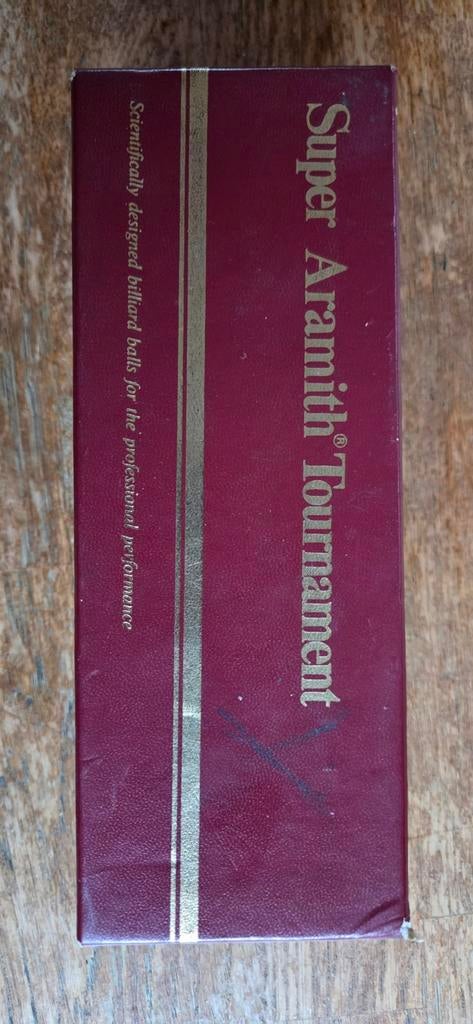 Super Aramith® Tournament
Scientifically designed billiard balls for the professional performance